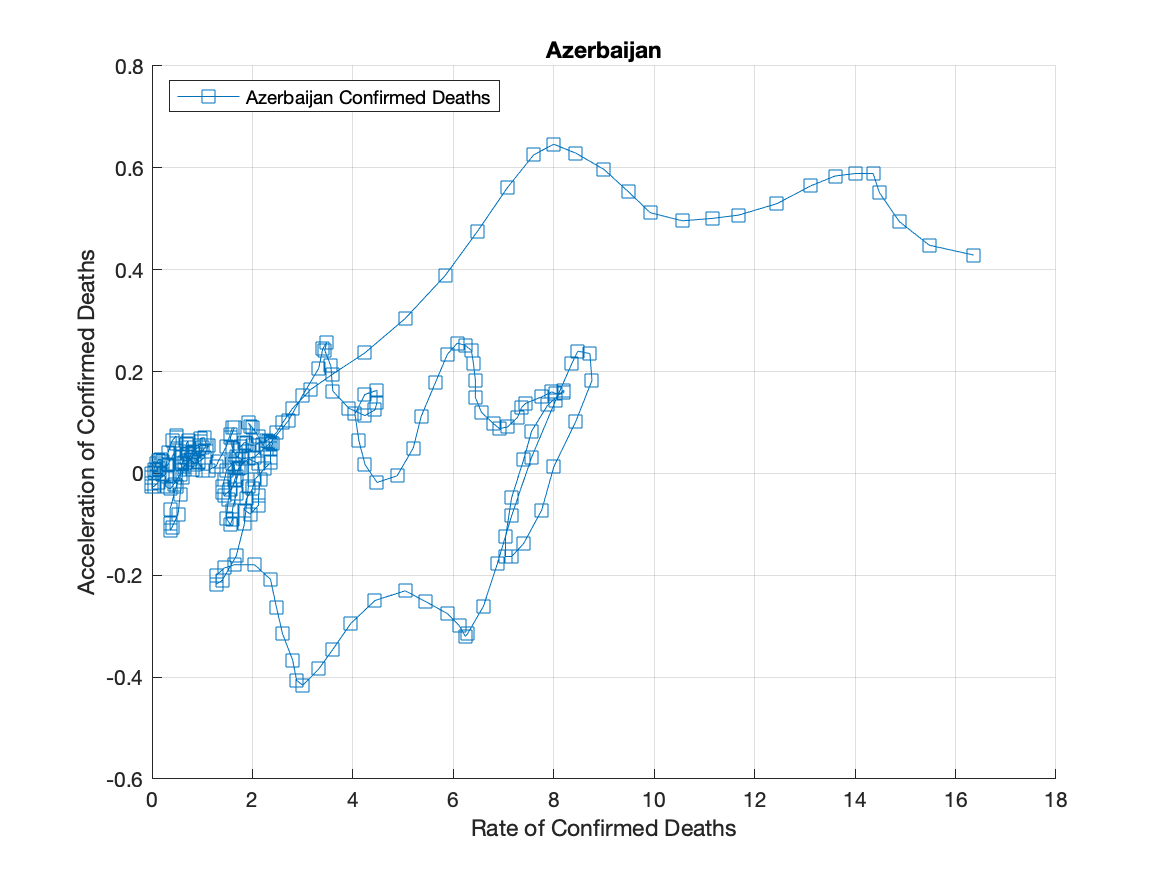 Azerbaijan
Azerbaijan Confirmed Deaths
Acceleration of Confirmed Deaths
0.8
0.6
0.4
0.2
0
-0.2
-0.4
-0.6
0 2 4 6 8 10 12 14 16 18
Rate of Confirmed Deaths